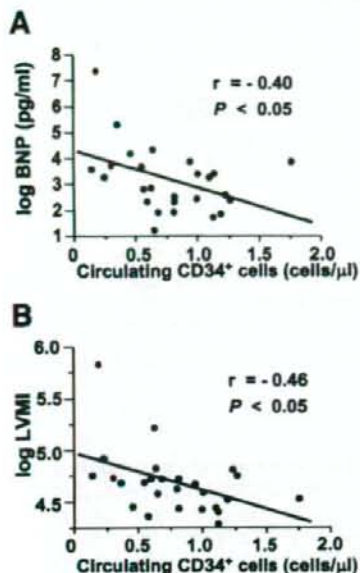 A
log BNP (pg/ml)
8
7
6
5
4
3
2
1
r = - 0.40
P < 0.05
0 0.5 1.0 1.5 2.0
Circulating CD34⁺ cells (cells/μl)
B
log LVMI
6.0
5.5
5.0
4.5
r = - 0.46
P < 0.05
0 0.5 1.0 1.5 2.0
Circulating CD34⁺ cells (cells/μl)